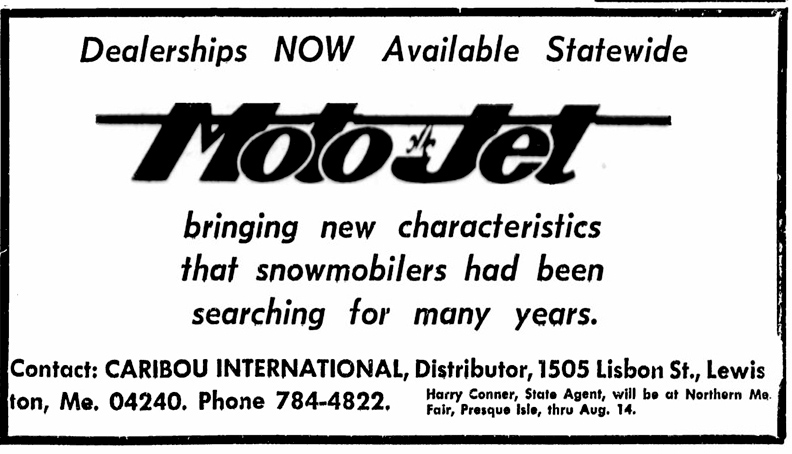 Dealerships NOW Available Statewide
Moto-Jet
bringing new characteristics
that snowmobilers had been
searching for many years.
Contact: CARIBOU INTERNATIONAL, Distributor, 1505 Lisbon St., Lewis
ton, Me. 04240. Phone 784-4822.
Harry Conner, State Agent, will be at Northern Me.
Fair, Presque Isle, thru Aug. 14.